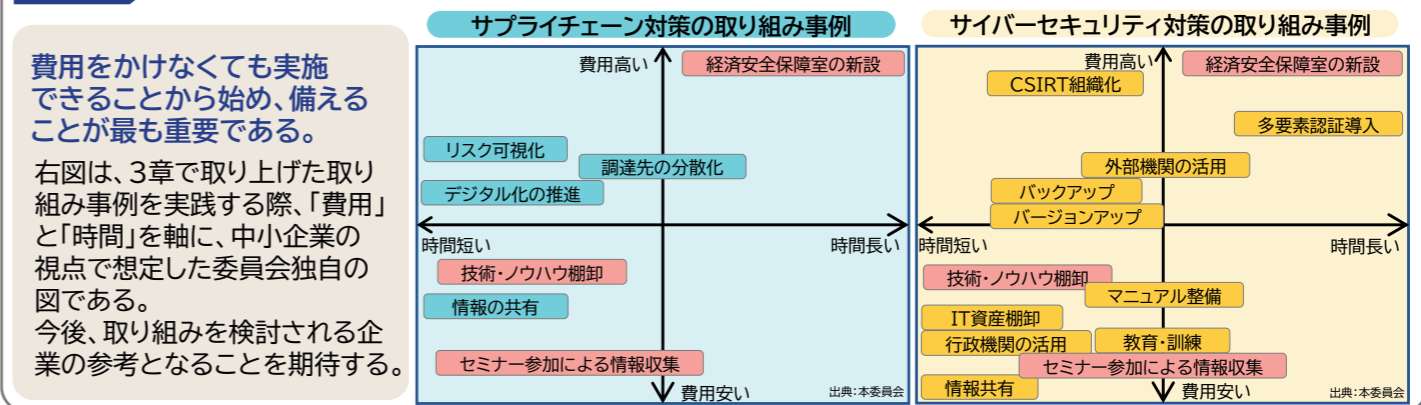 費用をかけなくても実施
できることから始め、備える
ことが最も重要である。
右図は、3章で取り上げた取り
組み事例を実践する際、「費用」
と「時間」を軸に、中小企業の
視点で想定した委員会独自の
図である。
今後、取り組みを検討される企
業の参考となることを期待する。
サプライチェーン対策の取り組み事例
費用高い
経済安全保障室の新設
リスク可視化
調達先の分散化
デジタル化の推進
時間短い
時間長い
技術・ノウハウ棚卸
情報の共有
セミナー参加による情報収集
費用安い
出典：本委員会
サイバーセキュリティ対策の取り組み事例
費用高い
経済安全保障室の新設
CSIRT組織化
多要素認証導入
外部機関の活用
バックアップ
バージョンアップ
時間短い
時間長い
技術・ノウハウ棚卸
マニュアル整備
IT資産棚卸
行政機関の活用
教育・訓練
セミナー参加による情報収集
情報共有
費用安い
出典：本委員会